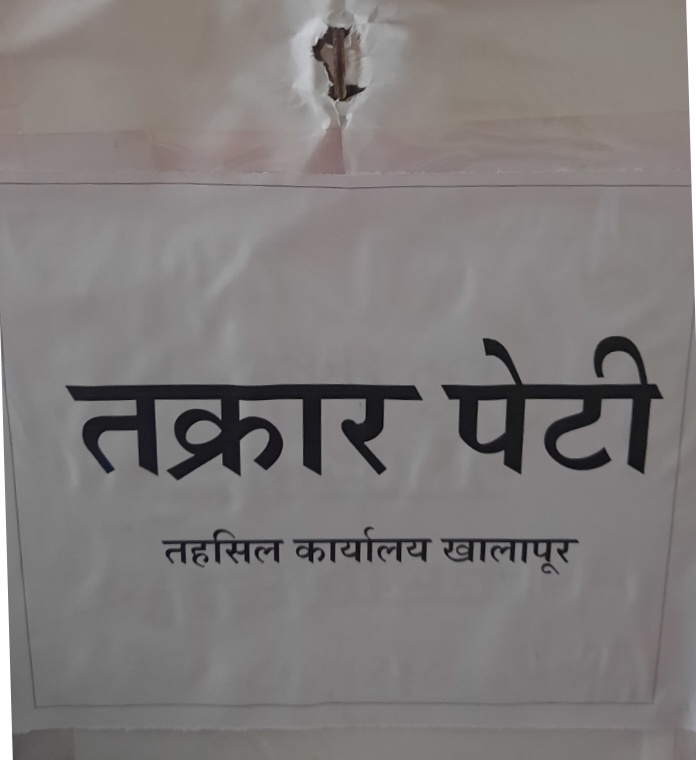 तक्रार पेटी
तहसिल कार्यालय खालापूर